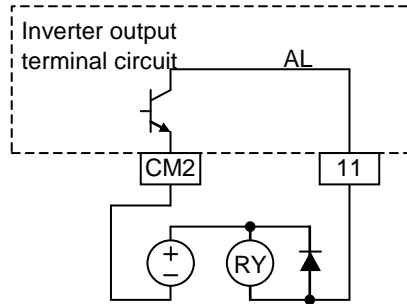 Inverter output
terminal circuit
AL
CM2
11
+
−
RY